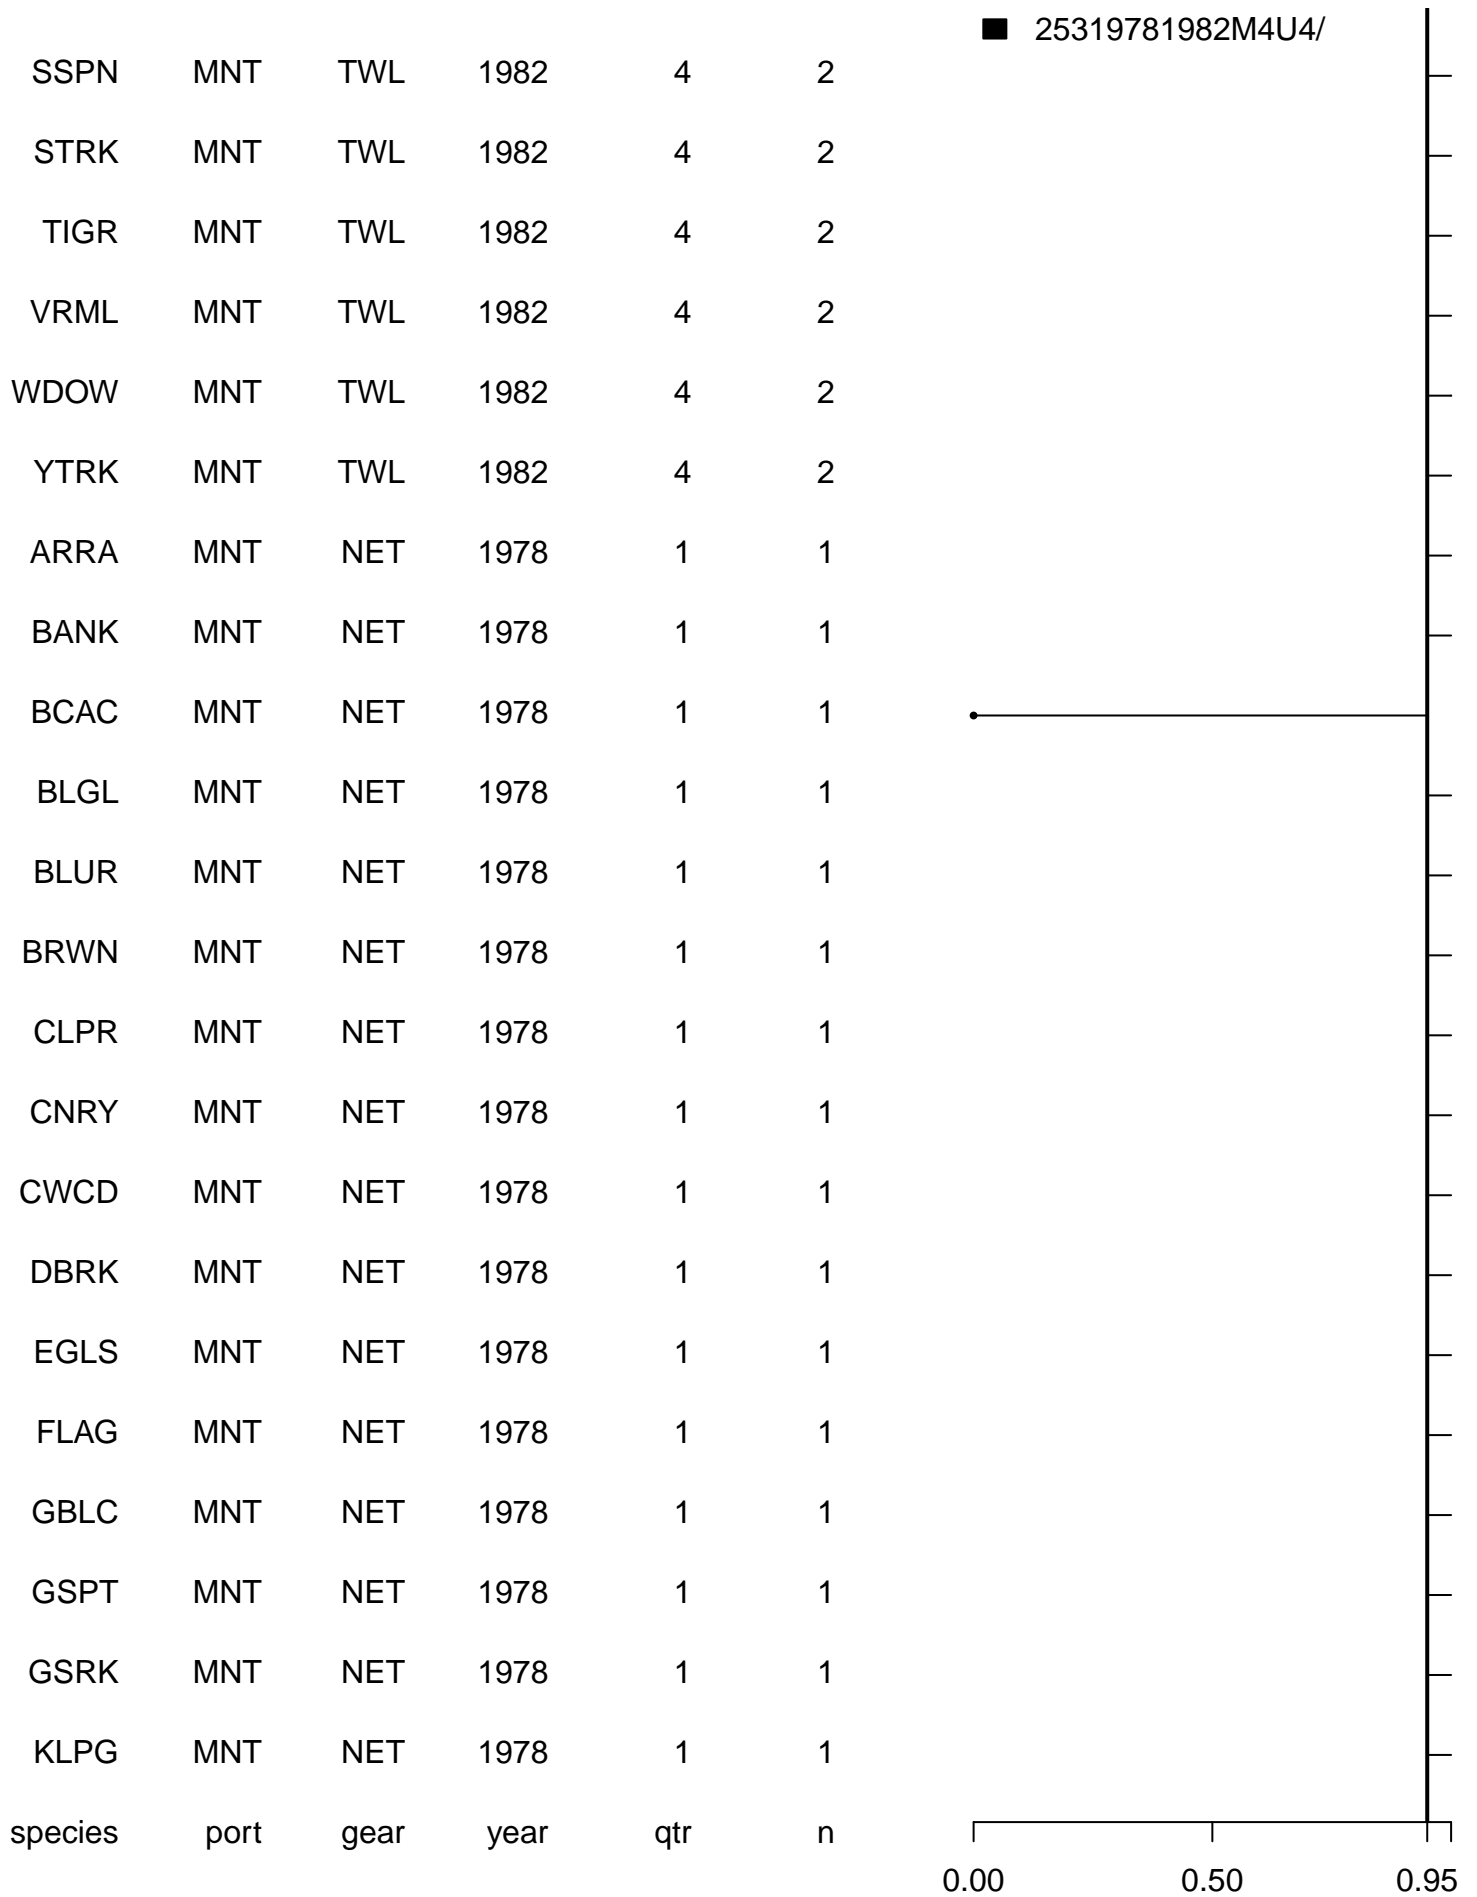 25319781982M4U4/
SSPN MNT TWL 1982 4 2
STRK MNT TWL 1982 4 2
TIGR MNT TWL 1982 4 2
VRML MNT TWL 1982 4 2
WDOW MNT TWL 1982 4 2
YTRK MNT TWL 1982 4 2
ARRA MNT NET 1978 1 1
BANK MNT NET 1978 1 1
BCAC MNT NET 1978 1 1
BLGL MNT NET 1978 1 1
BLUR MNT NET 1978 1 1
BRWN MNT NET 1978 1 1
CLPR MNT NET 1978 1 1
CNRY MNT NET 1978 1 1
CWCD MNT NET 1978 1 1
DBRK MNT NET 1978 1 1
EGLS MNT NET 1978 1 1
FLAG MNT NET 1978 1 1
GBLC MNT NET 1978 1 1
GSPT MNT NET 1978 1 1
GSRK MNT NET 1978 1 1
KLPG MNT NET 1978 1 1
species port gear year qtr n
0.00 0.50 0.95